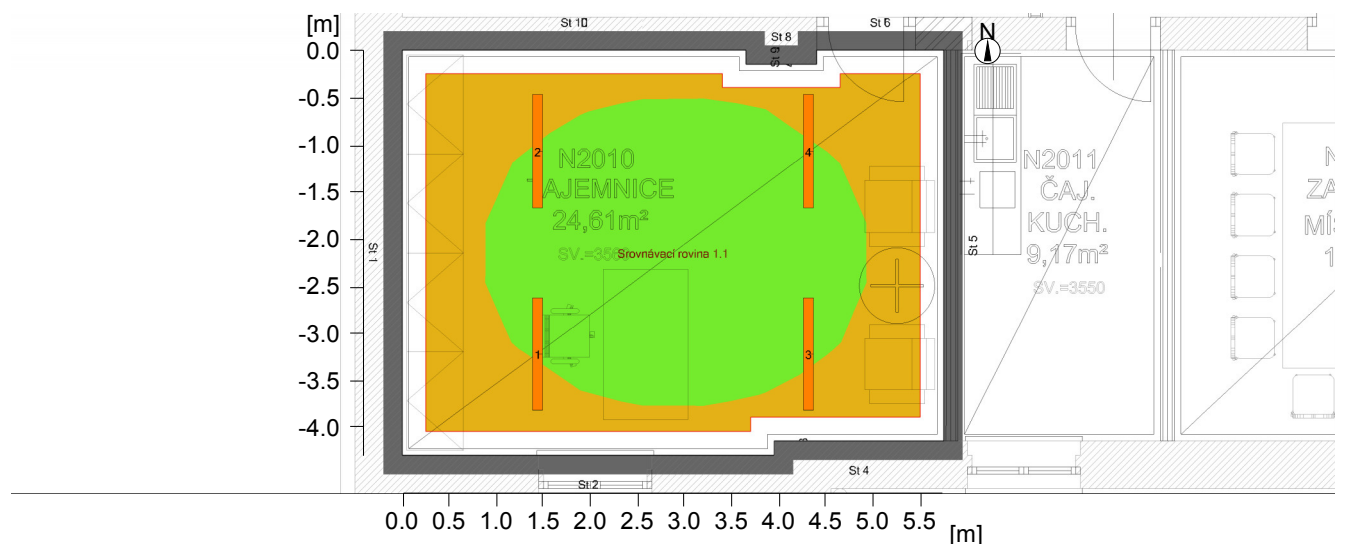 [m]
St 10
St 8
St 6
N
0.0
St 9
-0.5
-1.0
2
4
N2010
N2011
TAJEMNICE
ČAJ.
ZA
-1.5
24,61m²
KUCH.
MÍS
-2.0
St 1
SV.=3560
Srovnávací rovina 1.1
St 5
9,17m²
1
-2.5
SV.=3550
-3.0
1
3
-3.5
-4.0
St 4
St 2
0.0 0.5 1.0 1.5 2.0 2.5 3.0 3.5 4.0 4.5 5.0 5.5
[m]